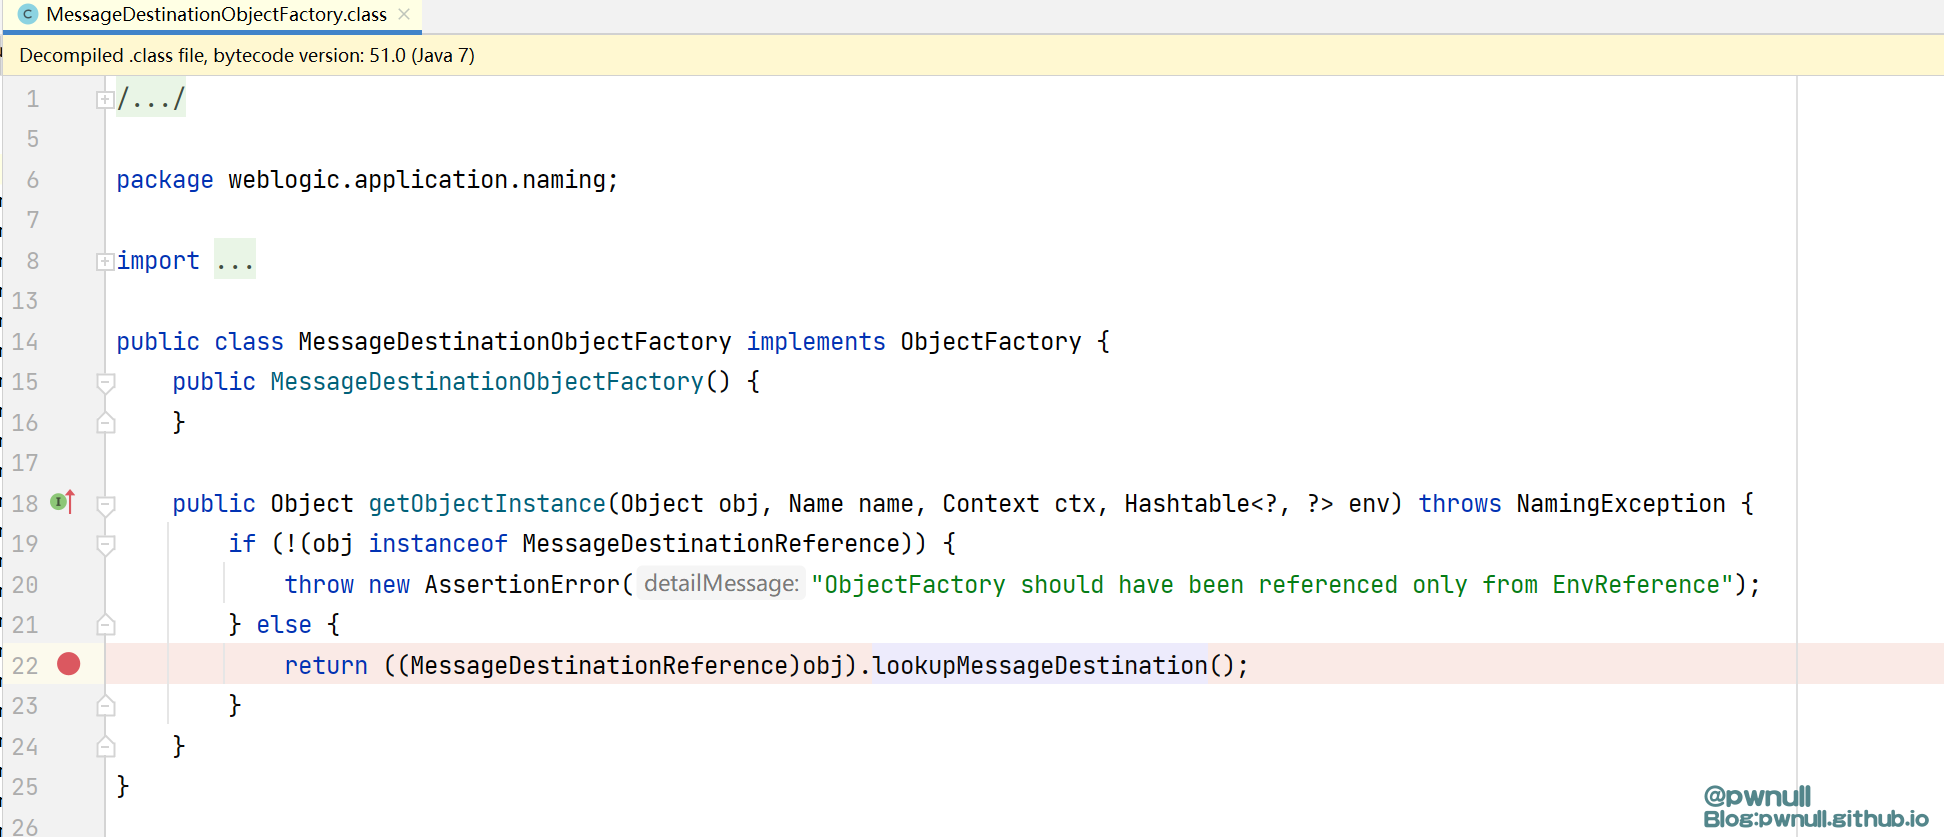 MessageDestinationObjectFactory.class
Decompiled .class file, bytecode version: 51.0 (Java 7)
1 /.../
5
6 package weblogic.application.naming;
7
8 import ...
13
14 public class MessageDestinationObjectFactory implements ObjectFactory {
15 public MessageDestinationObjectFactory() {
16 }
17
18 public Object getObjectInstance(Object obj, Name name, Context ctx, Hashtable<?, ?> env) throws NamingException {
19 if (!(obj instanceof MessageDestinationReference)) {
20 throw new AssertionError( detailMessage: "ObjectFactory should have been referenced only from EnvReference");
21 } else {
22 return ((MessageDestinationReference)obj).lookupMessageDestination();
23 }
24 }
25 }
26
@pwnull
Blog:pwnull.github.io